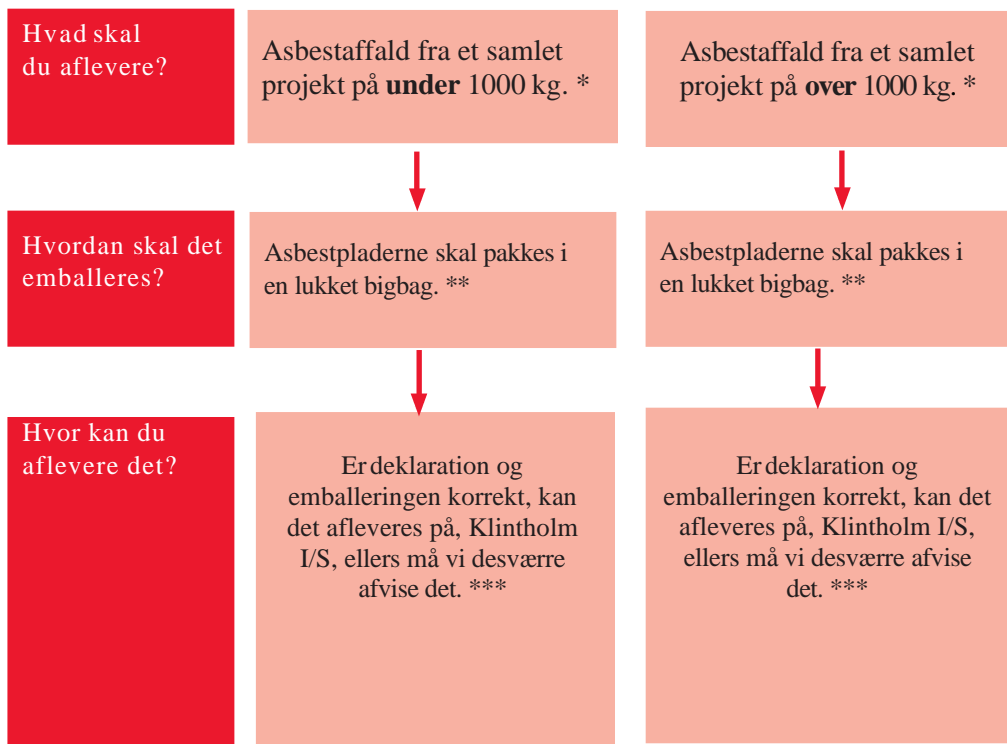 Hvad skal
du aflevere?
Asbestaffald fra et samlet
projekt på under 1000 kg. *
Asbestaffald fra et samlet
projekt på over 1000 kg. *
Hvordan skal det
emballeres?
Asbestpladerne skal pakkes i
en lukket bigbag. **
Asbestpladerne skal pakkes i
en lukket bigbag. **
Hvor kan du
aflevere det?
Er deklaration og
emballeringen korrekt, kan
det afleveres på, Klintholm
I/S, ellers må vi desværre
afvise det. ***
Er deklaration og
emballeringen korrekt, kan det
afleveres på, Klintholm I/S,
ellers må vi desværre afvise
det. ***